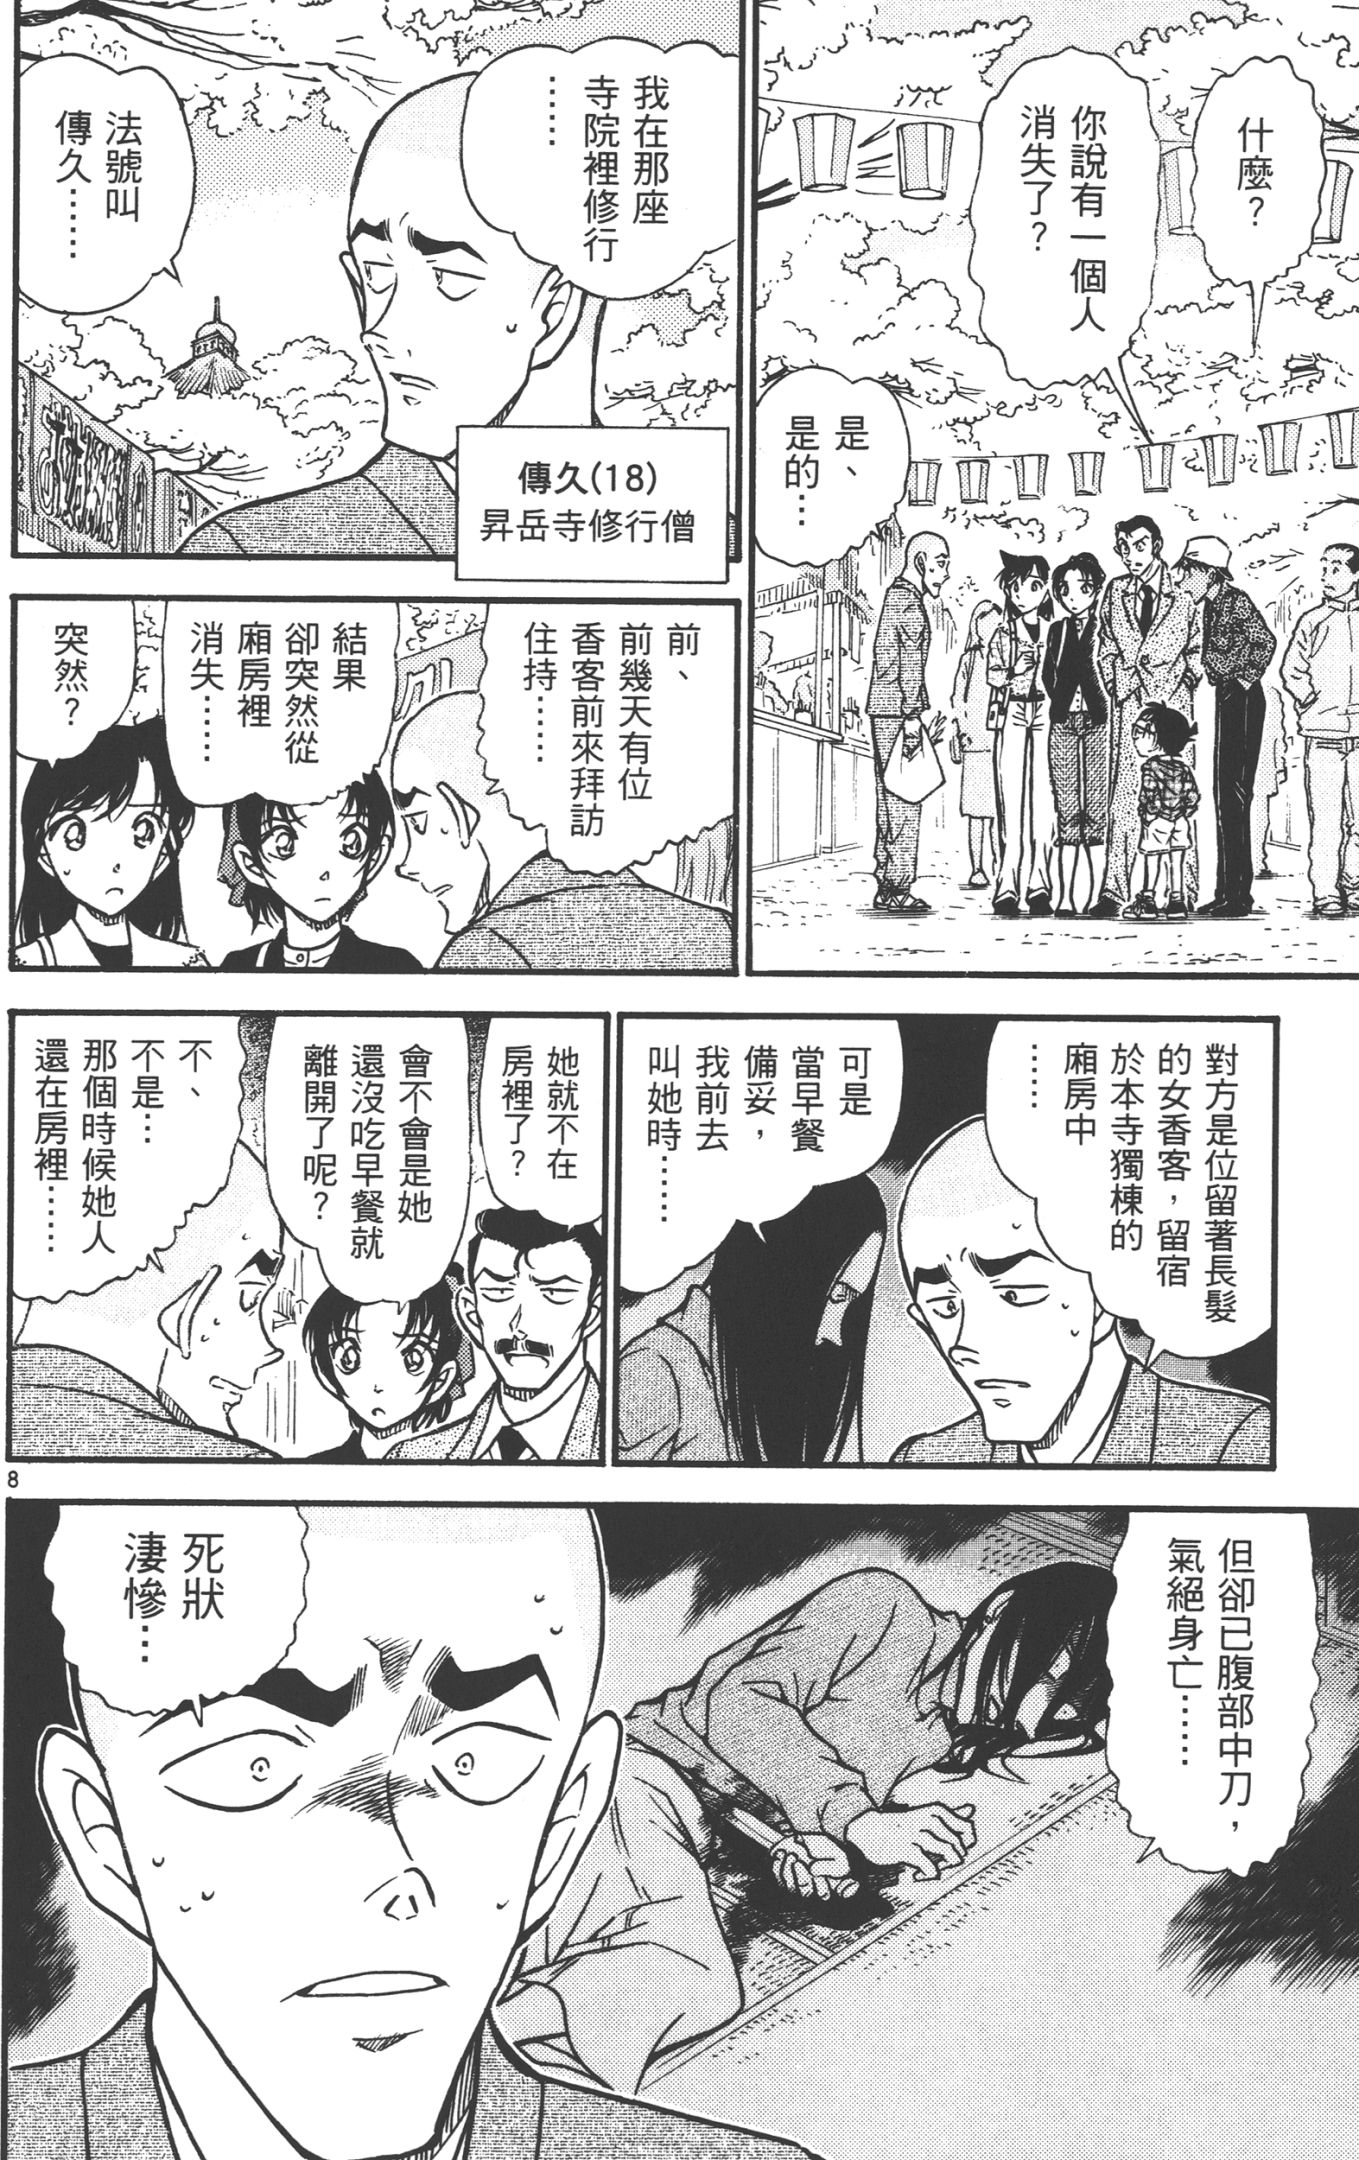 什麼？
你說有一個人
消失了？
是、
是的…
我在那座
寺院裡修行
……
法號叫
傳久……
傳久(18)
昇岳寺修行僧
前、
前幾天有位
香客前來拜訪
住持……
結果
卻突然從
廂房裡
消失……
突然？
對方是位留著長髮
的女香客，留宿
於本寺獨棟的
廂房中
……
可是
當早餐
備妥，
我前去
叫她時……
她就不在
房裡了？
會不會是她
還沒吃早餐就
離開了呢？
不、
不是…
那個時候她人
還在房裡……
8
但卻已腹部中刀，
氣絕身亡……
死狀
淒慘…